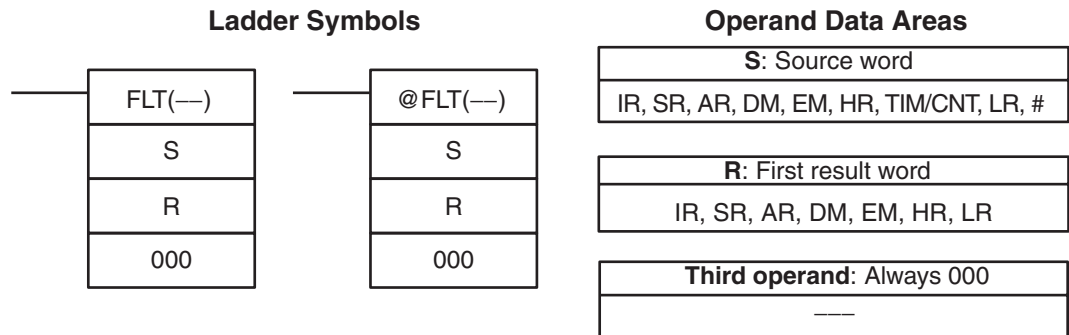 Ladder Symbols
FLT(––)
S
R
000
@FLT(––)
S
R
000
Operand Data Areas
S: Source word
IR, SR, AR, DM, EM, HR, TIM/CNT, LR, #
R: First result word
IR, SR, AR, DM, EM, HR, LR
Third operand: Always 000
–––